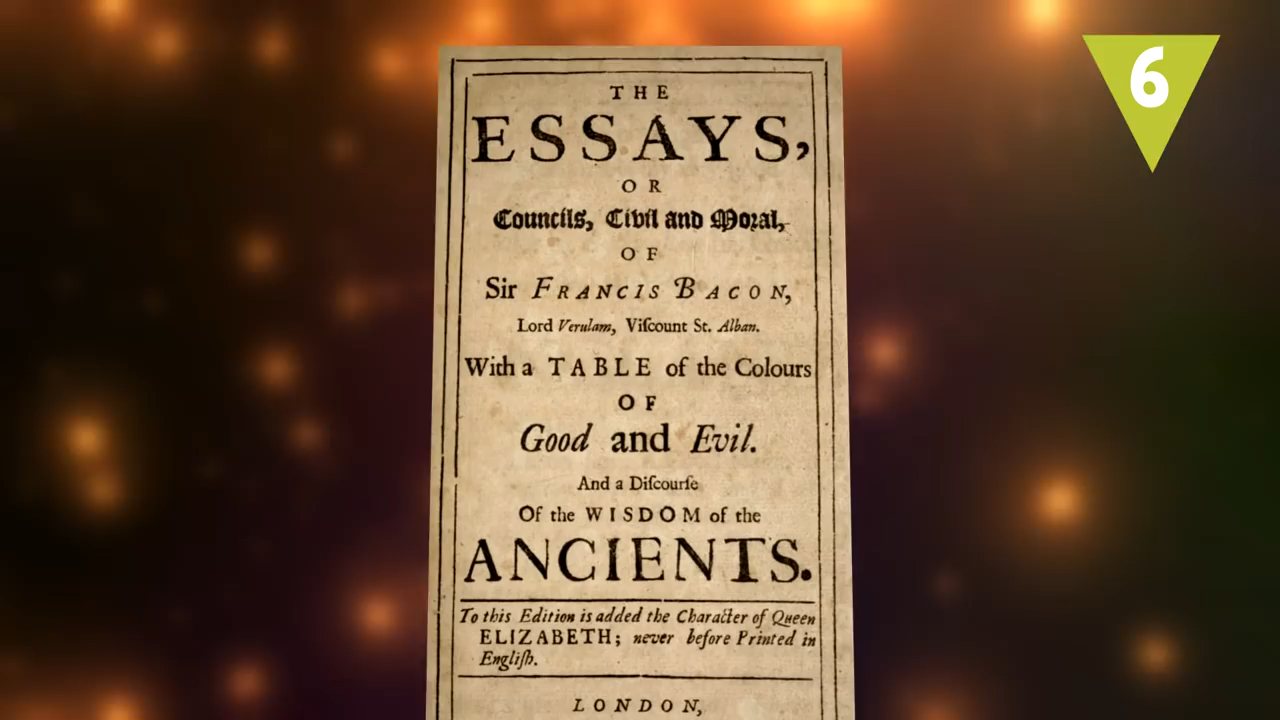 6
THE
ESSAYS,
OR
Councils, Civil and Moral,
OF
Sir FRANCIS BACON,
Lord Verulam, Viſcount St. Alban.
With a TABLE of the Colours
OF
Good and Evil.
And a Diſcourſe
Of the WISDOM of the
ANCIENTS.
To this Edition is added the Character of Queen
ELIZABETH; never before Printed in
Engliſh.
LONDON,